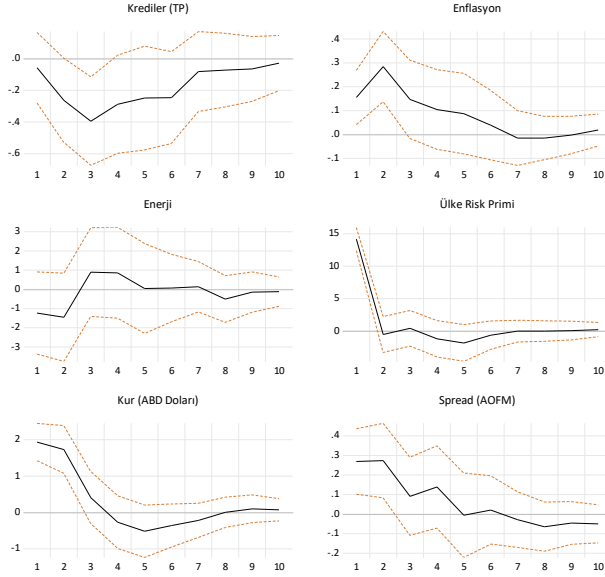 Krediler (TP)
.0
-.2
-.4
-.6
1 2 3 4 5 6 7 8 9 10
Enflasyon
.4
.3
.2
.1
.0
-.1
1 2 3 4 5 6 7 8 9 10
Enerji
3
2
1
0
-1
-2
-3
1 2 3 4 5 6 7 8 9 10
Ülke Risk Primi
15
10
5
0
1 2 3 4 5 6 7 8 9 10
Kur (ABD Doları)
2
1
0
-1
1 2 3 4 5 6 7 8 9 10
Spread (AOFM)
.4
.3
.2
.1
.0
-.1
-.2
1 2 3 4 5 6 7 8 9 10